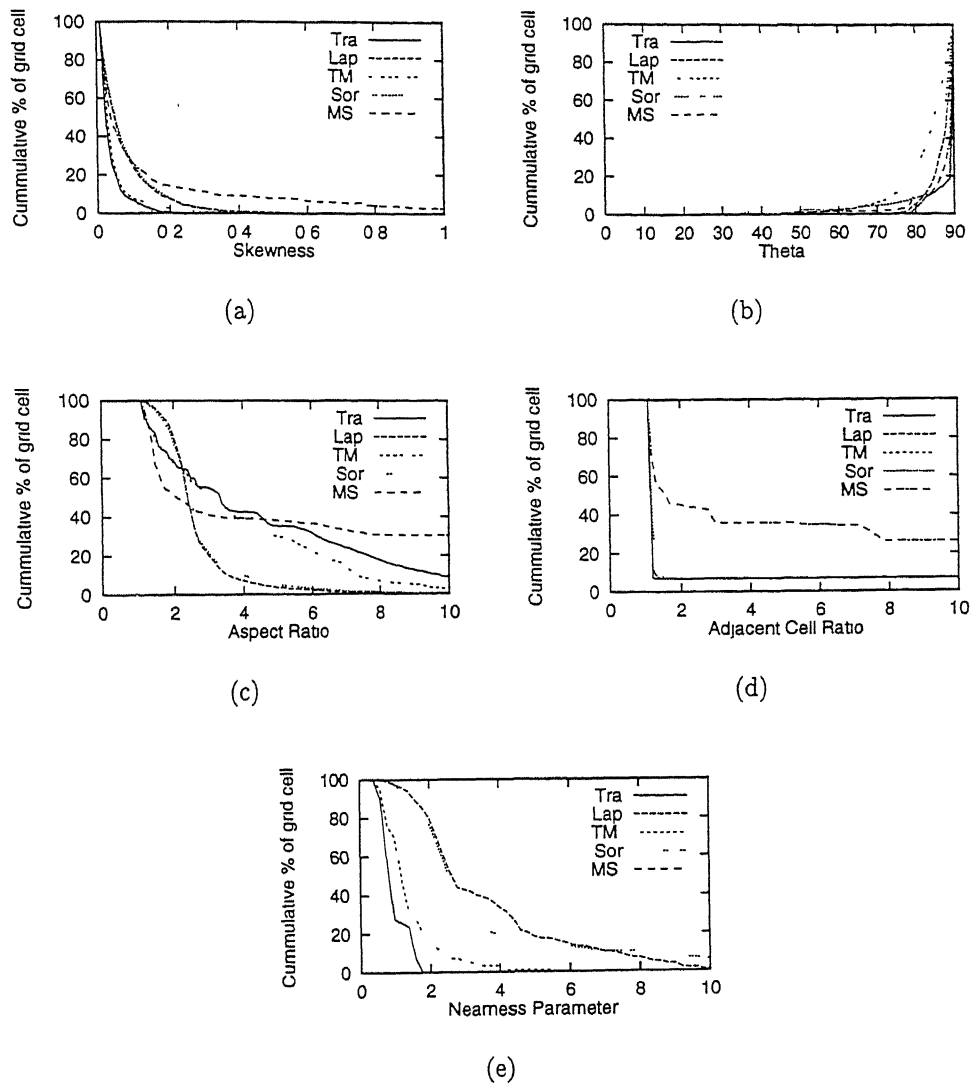 Cummulative % of grid cell
100
80
60
40
20
0
0
0 2
0 4
0 6
0 8
1
Skewness
Tra
Lap
TM
Sor
MS
(a)
Cummulative % of grid cell
100
80
60
40
20
0
0
10
20
30
40
50
60
70
80
90
Theta
Tra
Lap
TM
Sor
MS
(b)
Cummulative % of grid cell
100
80
60
40
20
0
0
2
4
6
8
10
Aspect Ratio
Tra
Lap
TM
Sor
MS
(c)
Cummulative % of grid cell
100
80
60
40
20
0
0
2
4
6
8
10
Adjacent Cell Ratio
Tra
Lap
TM
Sor
MS
(d)
Cummulative % of grid cell
100
80
60
40
20
0
0
2
4
6
8
10
Nearness Parameter
Tra
Lap
TM
Sor
MS
(e)